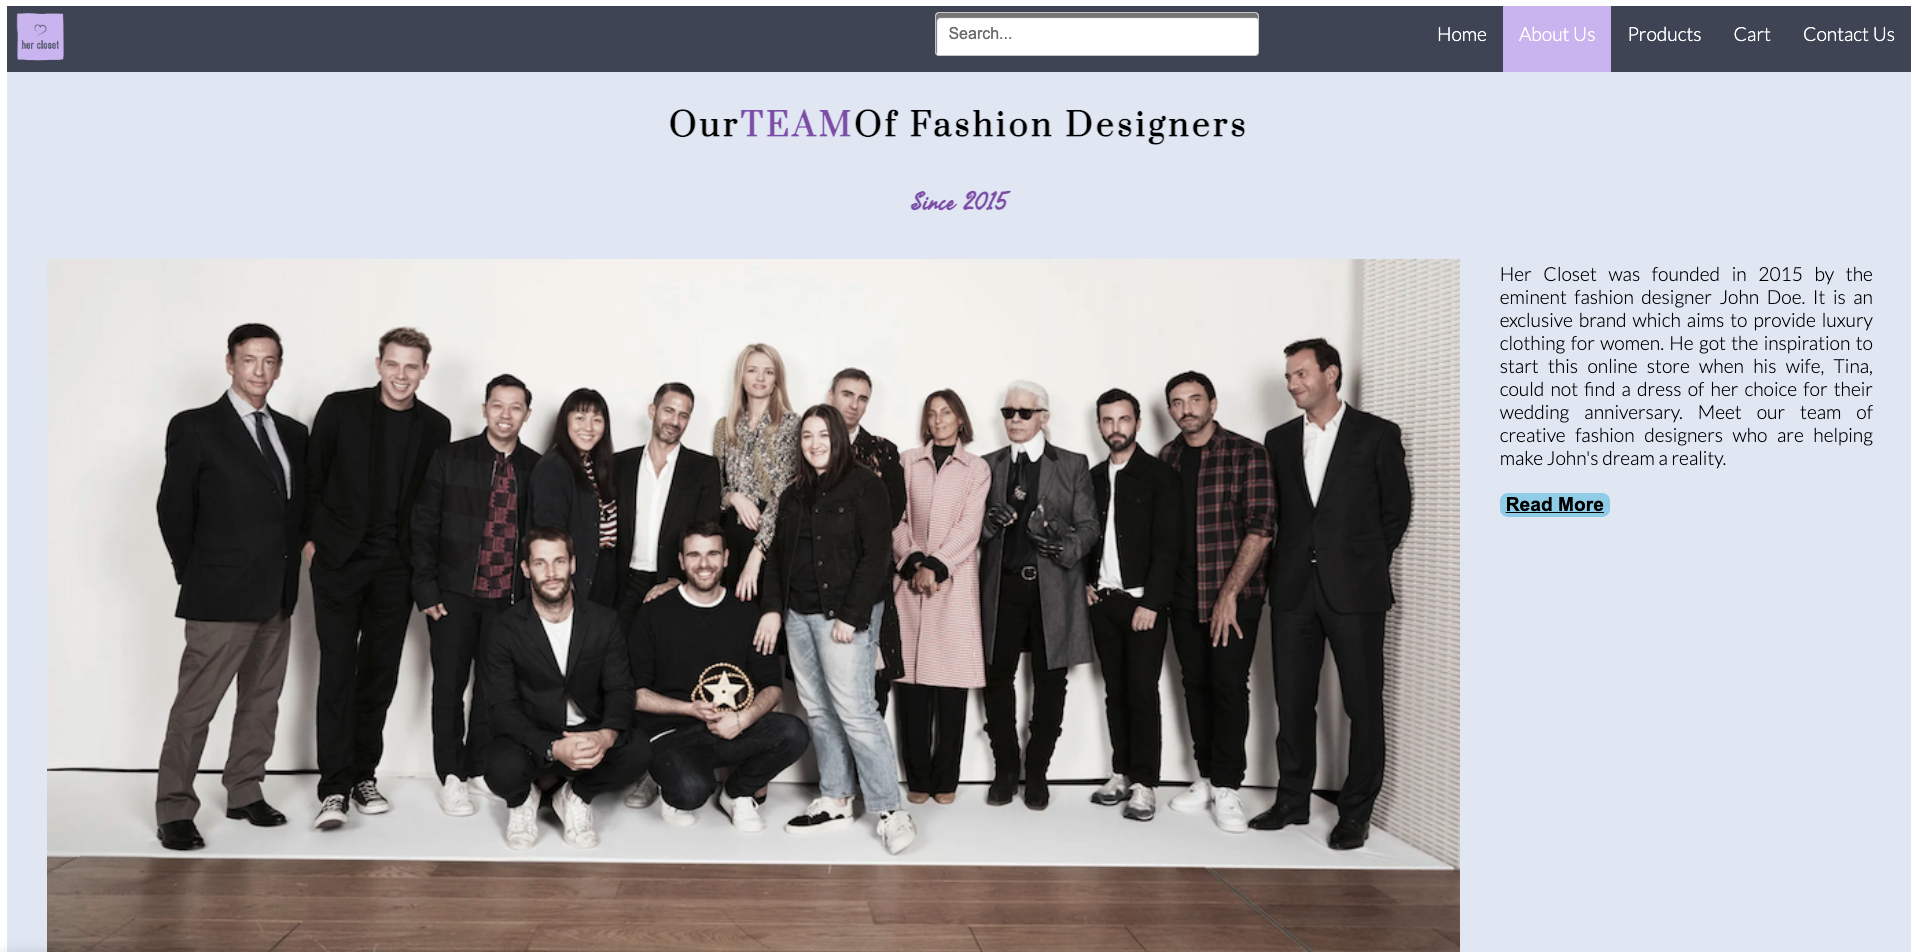 her closet
Search...
Home
About Us
Products
Cart
Contact Us
OurTEAMOf Fashion Designers
Since 2015
Her Closet was founded in 2015 by the
eminent fashion designer John Doe. It is an
exclusive brand which aims to provide luxury
clothing for women. He got the inspiration to
start this online store when his wife, Tina,
could not find a dress of her choice for their
wedding anniversary. Meet our team of
creative fashion designers who are helping
make John's dream a reality.
Read More